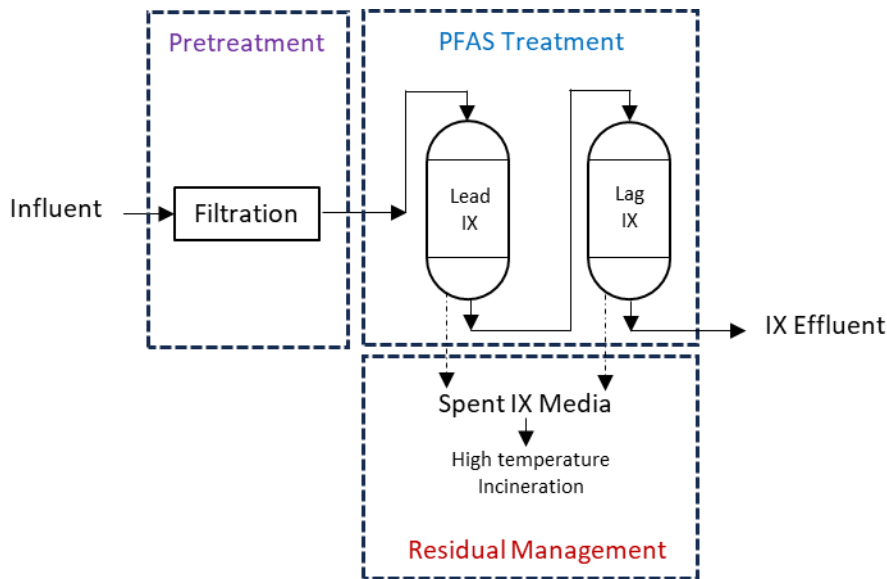 Pretreatment
PFAS Treatment
Influent
Filtration
Lead
IX
Lag
IX
IX Effluent
Spent IX Media
High temperature
Incineration
Residual Management